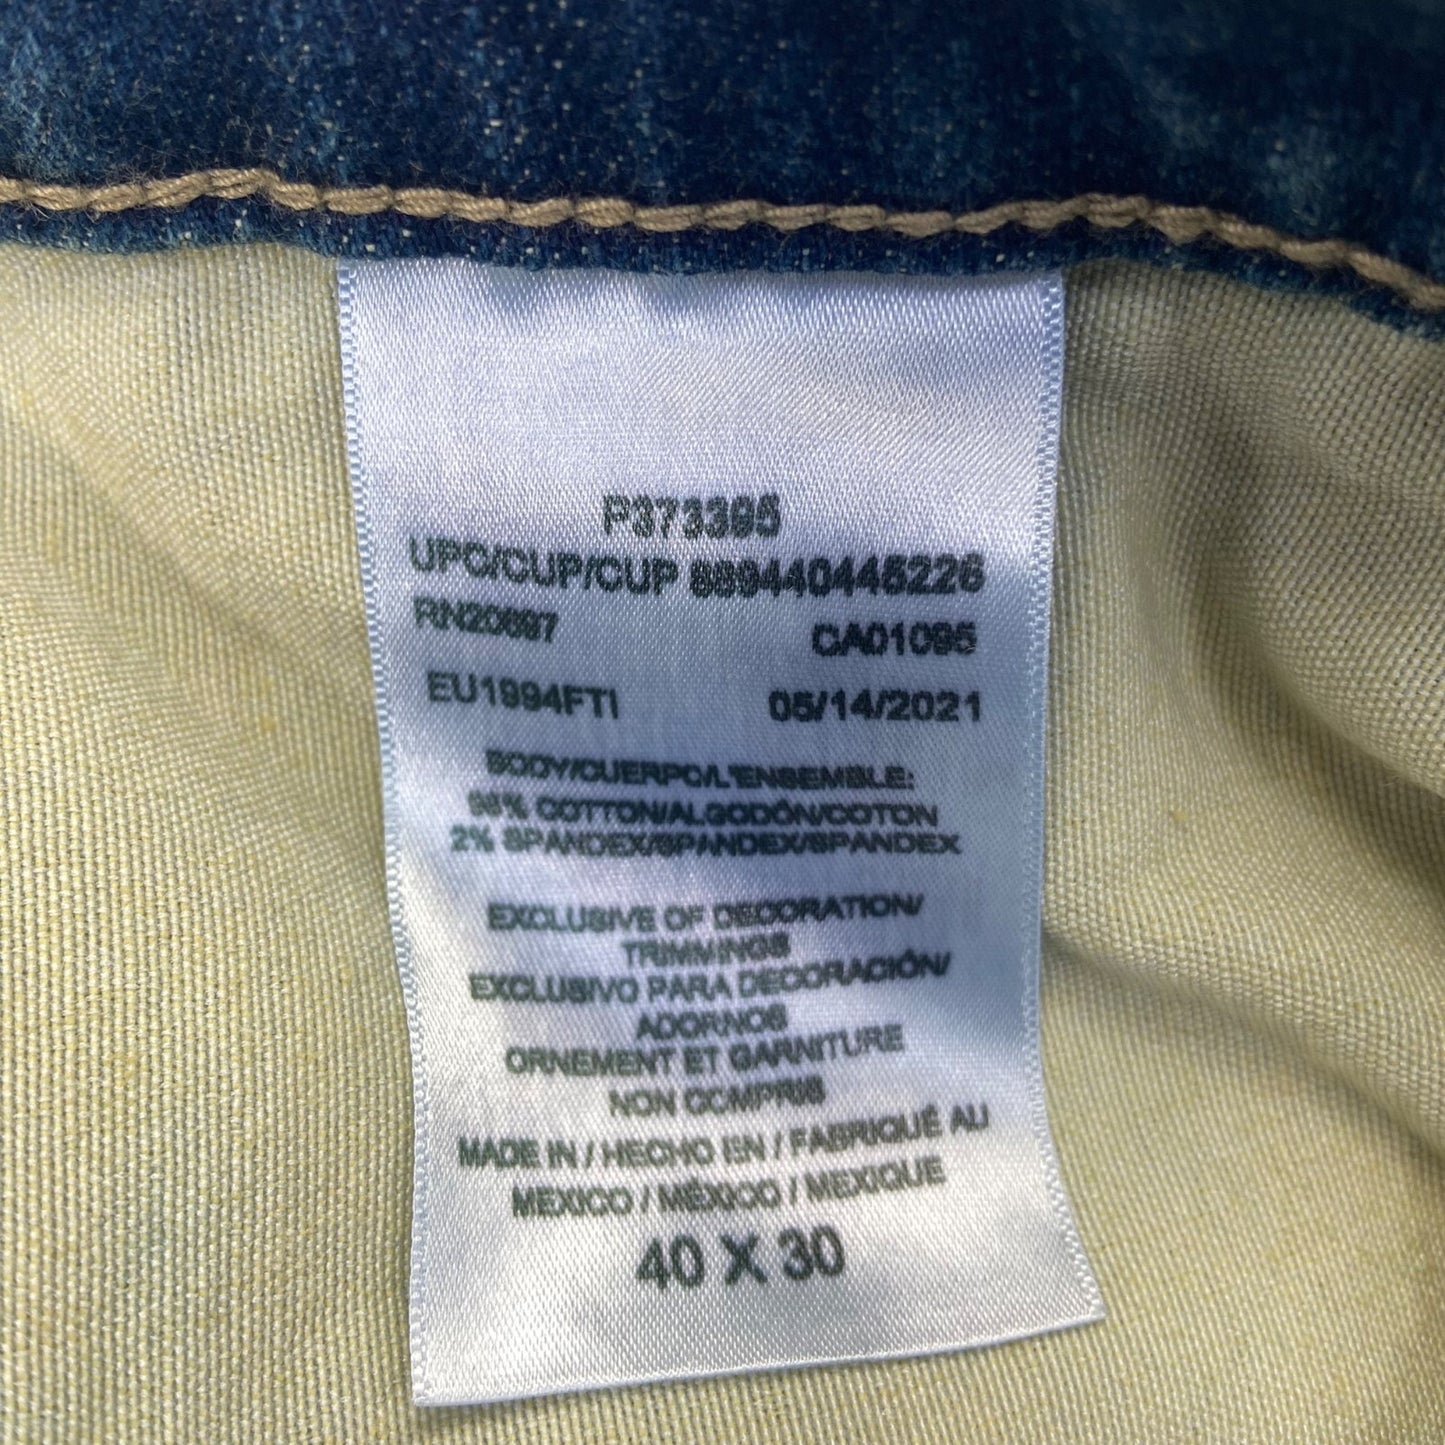 P373395
UPC/CUP/CUP 889440445226
RN20697 CA01095
EU1994FTI 05/14/2021
BODY/CUERPO/L'ENSEMBLE:
98% COTTON/ALGODÓN/COTON
2% SPANDEX/SPANDEX/SPANDEX
EXCLUSIVE OF DECORATION/
TRIMMINGS
EXCLUSIVO PARA DECORACIÓN/
ADORNOS
ORNEMENT ET GARNITURE
NON COMPRIS
MADE IN / HECHO EN / FABRIQUÉ AU
MEXICO / MÉXICO / MEXIQUE
40 X 30